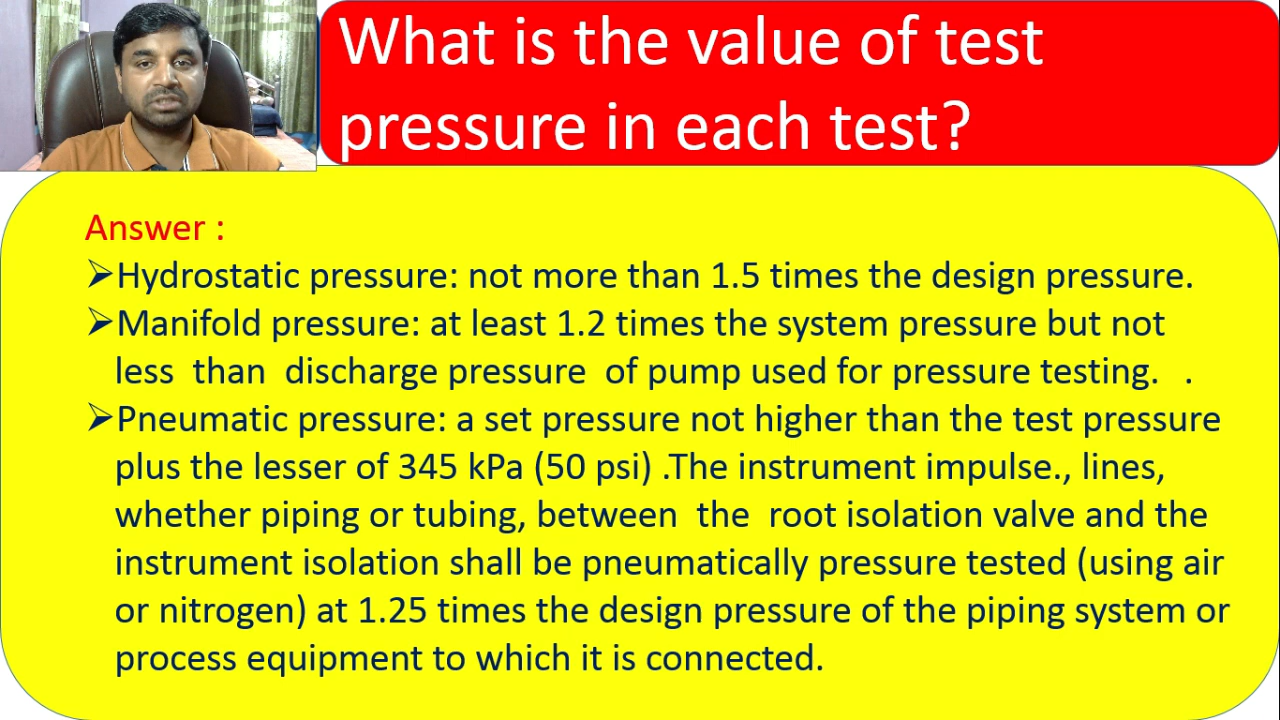 What is the value of test
pressure in each test?
Answer :
➢Hydrostatic pressure: not more than 1.5 times the design pressure.
➢Manifold pressure: at least 1.2 times the system pressure but not
less than discharge pressure of pump used for pressure testing. .
➢Pneumatic pressure: a set pressure not higher than the test pressure
plus the lesser of 345 kPa (50 psi) .The instrument impulse., lines,
whether piping or tubing, between the root isolation valve and the
instrument isolation shall be pneumatically pressure tested (using air
or nitrogen) at 1.25 times the design pressure of the piping system or
process equipment to which it is connected.